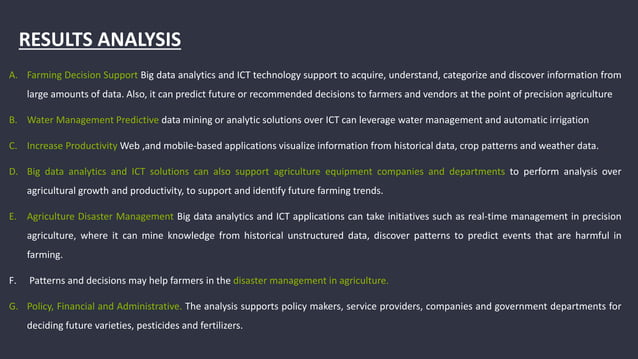 RESULTS ANALYSIS
A. Farming Decision Support Big data analytics and ICT technology support to acquire, understand, categorize and discover information from
large amounts of data. Also, it can predict future or recommended decisions to farmers and vendors at the point of precision agriculture
B. Water Management Predictive data mining or analytic solutions over ICT can leverage water management and automatic irrigation
C. Increase Productivity Web ,and mobile-based applications visualize information from historical data, crop patterns and weather data.
D. Big data analytics and ICT solutions can also support agriculture equipment companies and departments to perform analysis over
agricultural growth and productivity, to support and identify future farming trends.
E. Agriculture Disaster Management Big data analytics and ICT applications can take initiatives such as real-time management in precision
agriculture, where it can mine knowledge from historical unstructured data, discover patterns to predict events that are harmful in
farming.
F. Patterns and decisions may help farmers in the disaster management in agriculture.
G. Policy, Financial and Administrative. The analysis supports policy makers, service providers, companies and government departments for
deciding future varieties, pesticides and fertilizers.